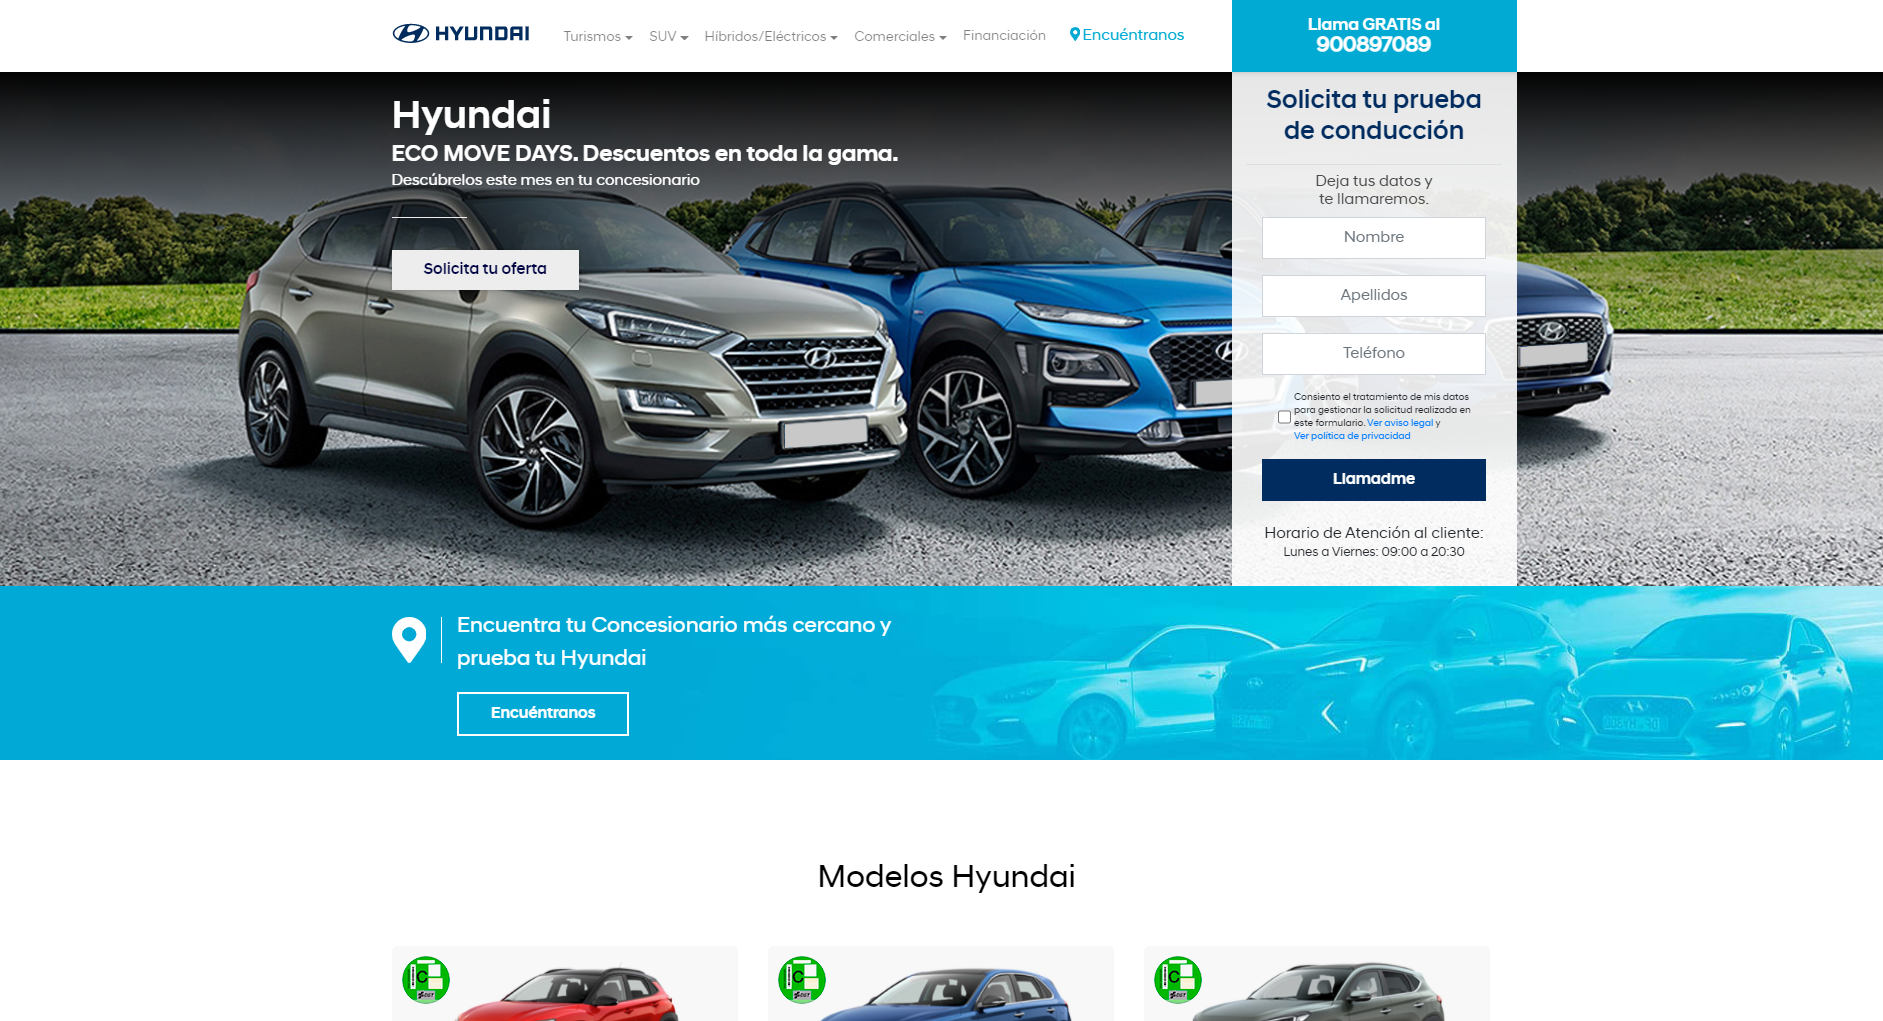 HYUNDAI
Turismos
SUV
Híbridos/Eléctricos
Comerciales
Financiación
Encuéntranos
Llama GRATIS al
900897089
Hyundai
ECO MOVE DAYS. Descuentos en toda la gama.
Descúbrelos este mes en tu concesionario
Solicita tu oferta
Solicita tu prueba
de conducción
Deja tus datos y
te llamaremos.
Nombre
Apellidos
Teléfono
Consiento el tratamiento de mis datos
para gestionar la solicitud realizada en
este formulario. Ver aviso legal y
Ver política de privacidad
Llamadme
Horario de Atención al cliente:
Lunes a Viernes: 09:00 a 20:30
Encuentra tu Concesionario más cercano y
prueba tu Hyundai
Encuéntranos
Modelos Hyundai
C
C
C